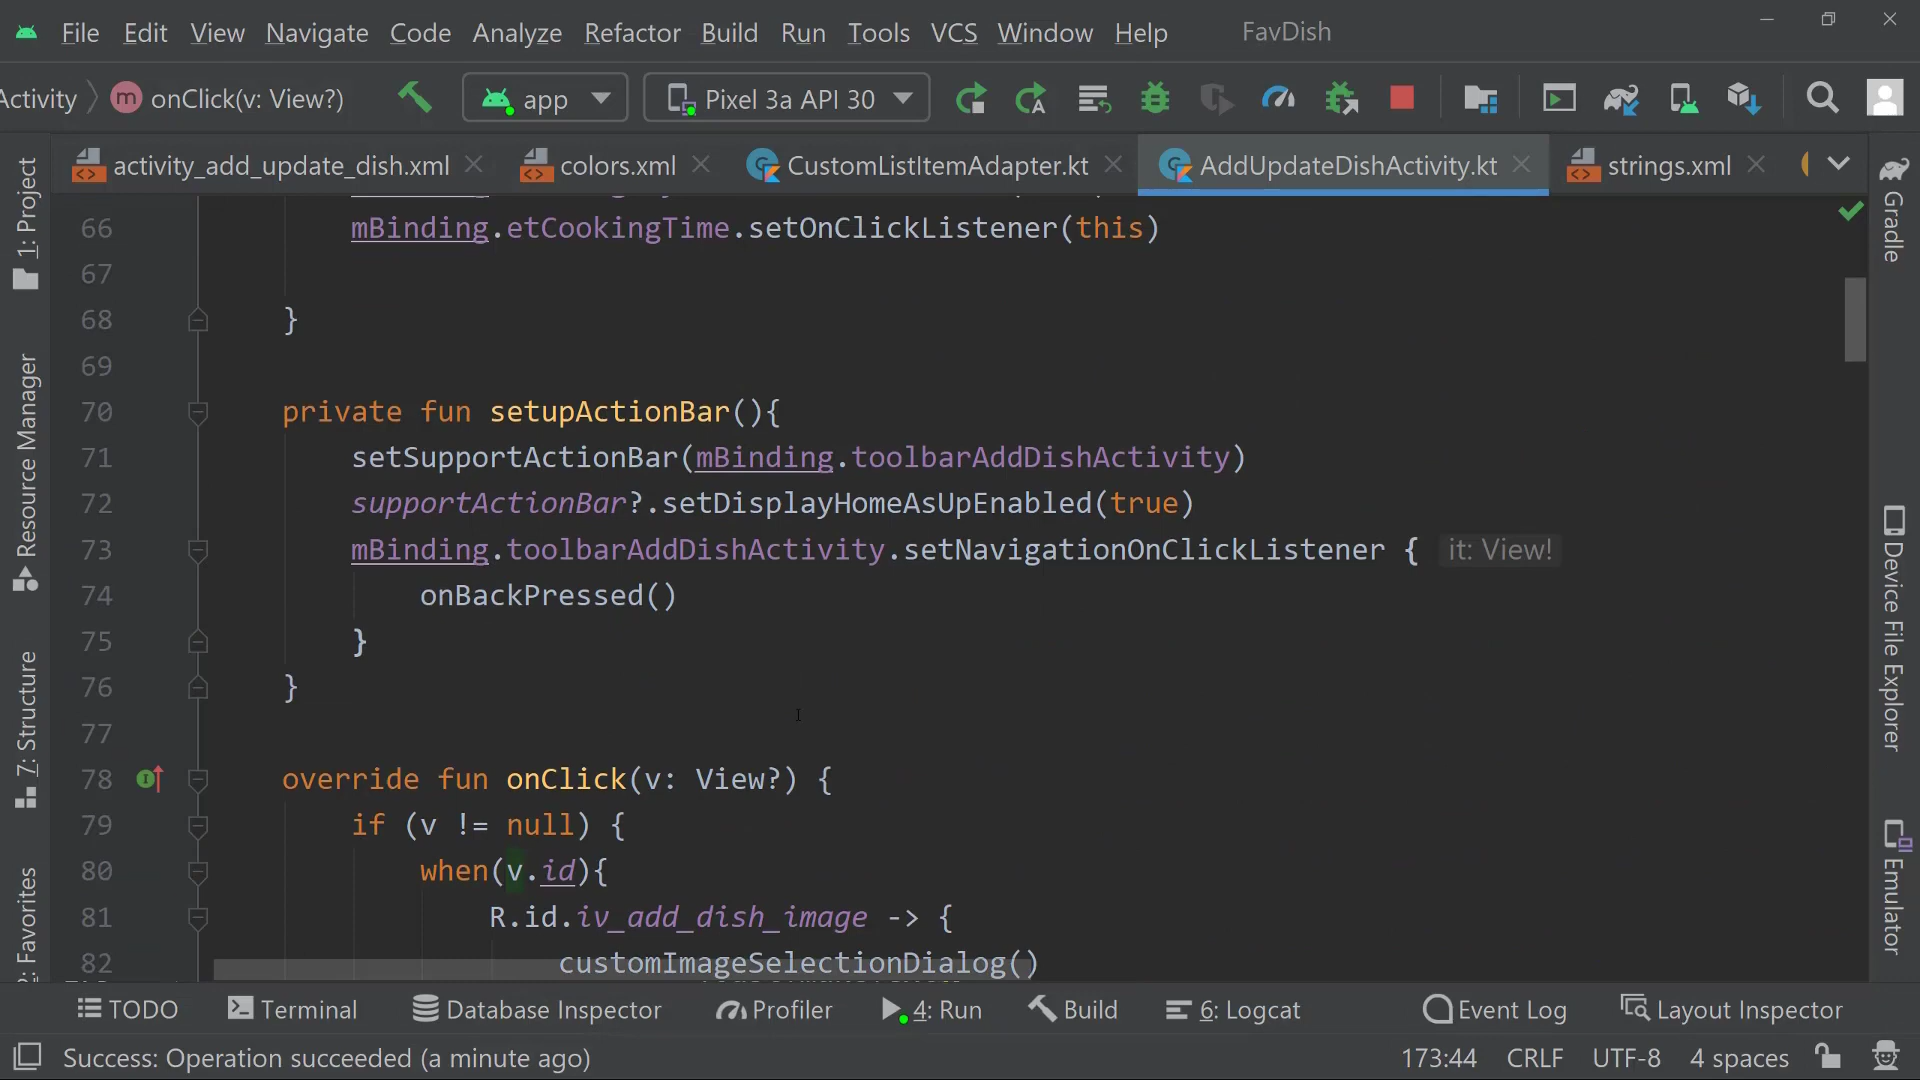 File Edit View Navigate Code Analyze Refactor Build Run Tools VCS Window Help FavDish
Activity onClick(v: View?) app Pixel 3a API 30
activity_add_update_dish.xml colors.xml CustomListItemAdapter.kt AddUpdateDishActivity.kt strings.xml
1: Project
Resource Manager
7: Structure
2: Favorites
66 mBinding.etCookingTime.setOnClickListener(this)
67
68 }
69
70 private fun setupActionBar(){
71 setSupportActionBar(mBinding.toolbarAddDishActivity)
72 supportActionBar?.setDisplayHomeAsUpEnabled(true)
73 mBinding.toolbarAddDishActivity.setNavigationOnClickListener { it: View!
74 onBackPressed()
75 }
76 }
77
78 override fun onClick(v: View?) {
79 if (v != null) {
80 when(v.id){
81 R.id.iv_add_dish_image -> {
82 customImageSelectionDialog()
Gradle
Device File Explorer
Emulator
TODO Terminal Database Inspector Profiler 4: Run Build 6: Logcat Event Log Layout Inspector
Success: Operation succeeded (a minute ago) 173:44 CRLF UTF-8 4 spaces